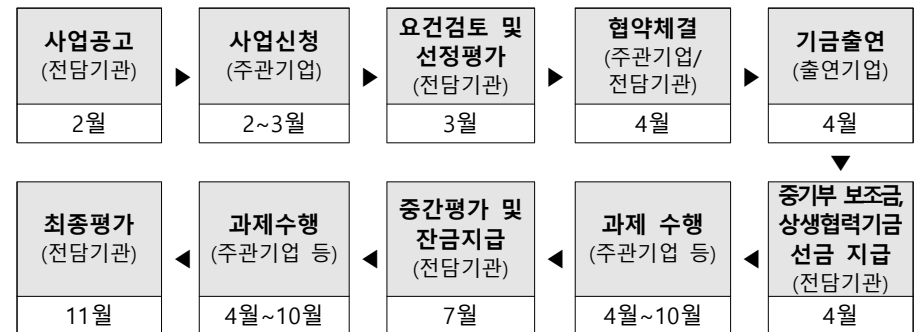 사업공고
(전담기관)
2월
▶
사업신청
(주관기업)
2~3월
▶
요건검토 및
선정평가
(전담기관)
3월
▶
협약체결
(주관기업/
전담기관)
4월
▶
기금출연
(출연기업)
4월
▼
중기부 보조금,
상생협력기금
선금 지급
(전담기관)
4월
◀
과제 수행
(주관기업 등)
4월~10월
◀
중간평가 및
잔금지급
(전담기관)
7월
◀
과제수행
(주관기업 등)
4월~10월
◀
최종평가
(전담기관)
11월